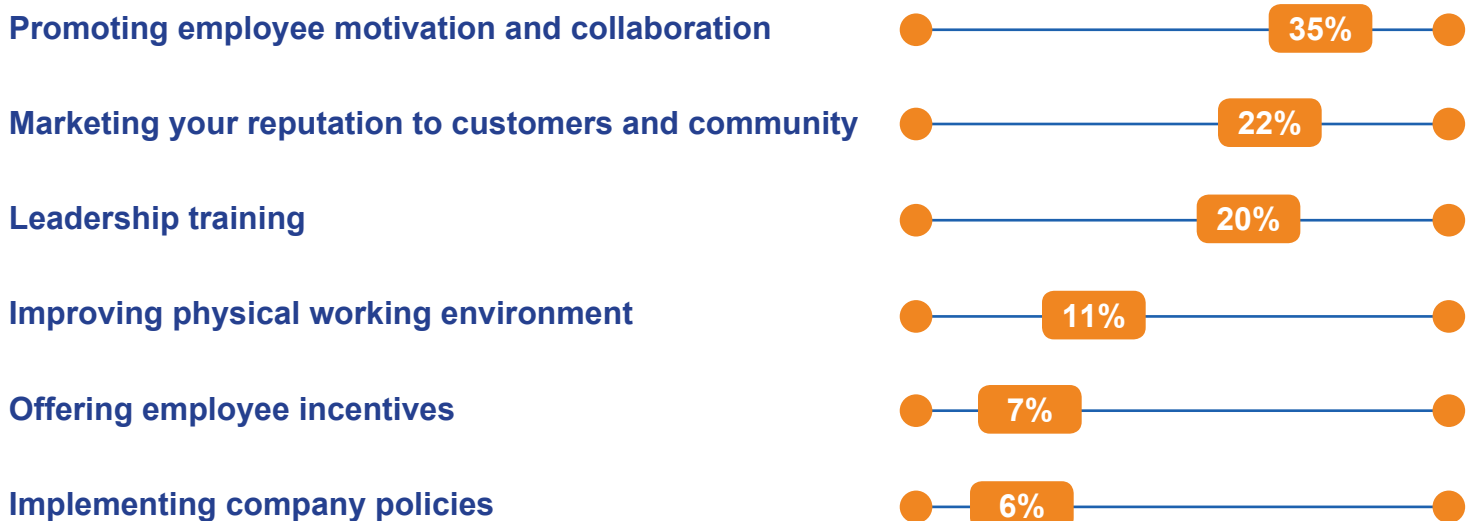 Promoting employee motivation and collaboration 35%
Marketing your reputation to customers and community 22%
Leadership training 20%
Improving physical working environment 11%
Offering employee incentives 7%
Implementing company policies 6%